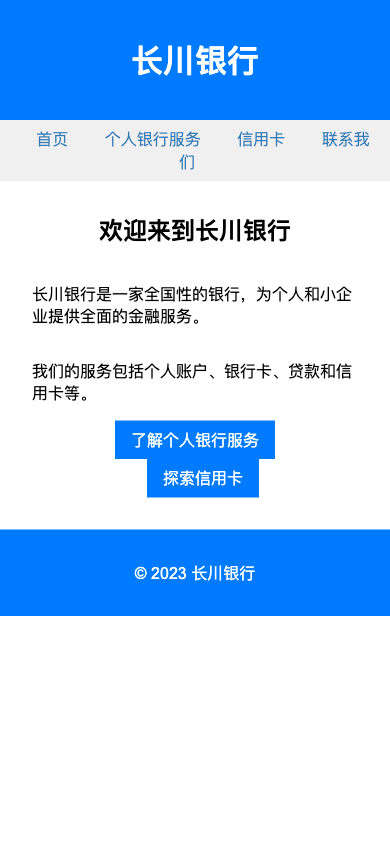 长川银行
首页 个人银行服务 信用卡 联系我
们
欢迎来到长川银行
长川银行是一家全国性的银行，为个人和小企
业提供全面的金融服务。
我们的服务包括个人账户、银行卡、贷款和信
用卡等。
了解个人银行服务
探索信用卡
© 2023 长川银行